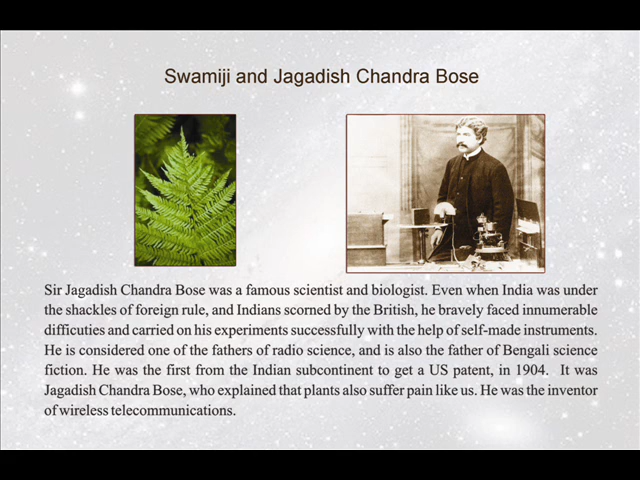 Swamiji and Jagadish Chandra Bose
Sir Jagadish Chandra Bose was a famous scientist and biologist. Even when India was under
the shackles of foreign rule, and Indians scorned by the British, he bravely faced innumerable
difficuties and carried on his experiments successfully with the help of self-made instruments.
He is considered one of the fathers of radio science, and is also the father of Bengali science
fiction. He was the first from the Indian subcontinent to get a US patent, in 1904. It was
Jagadish Chandra Bose, who explained that plants also suffer pain like us. He was the inventor
of wireless telecommunications.